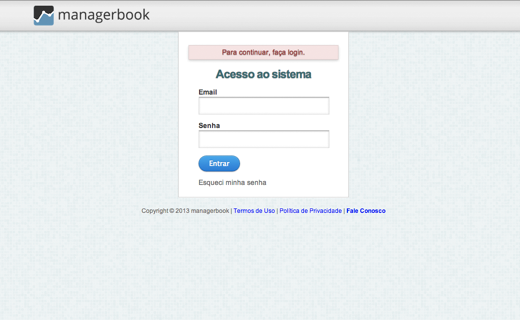 managerbook
Para continuar, faça login.
Acesso ao sistema
Email
Senha
Entrar
Esqueci minha senha
Copyright © 2013 managerbook | Termos de Uso | Política de Privacidade | Fale Conosco